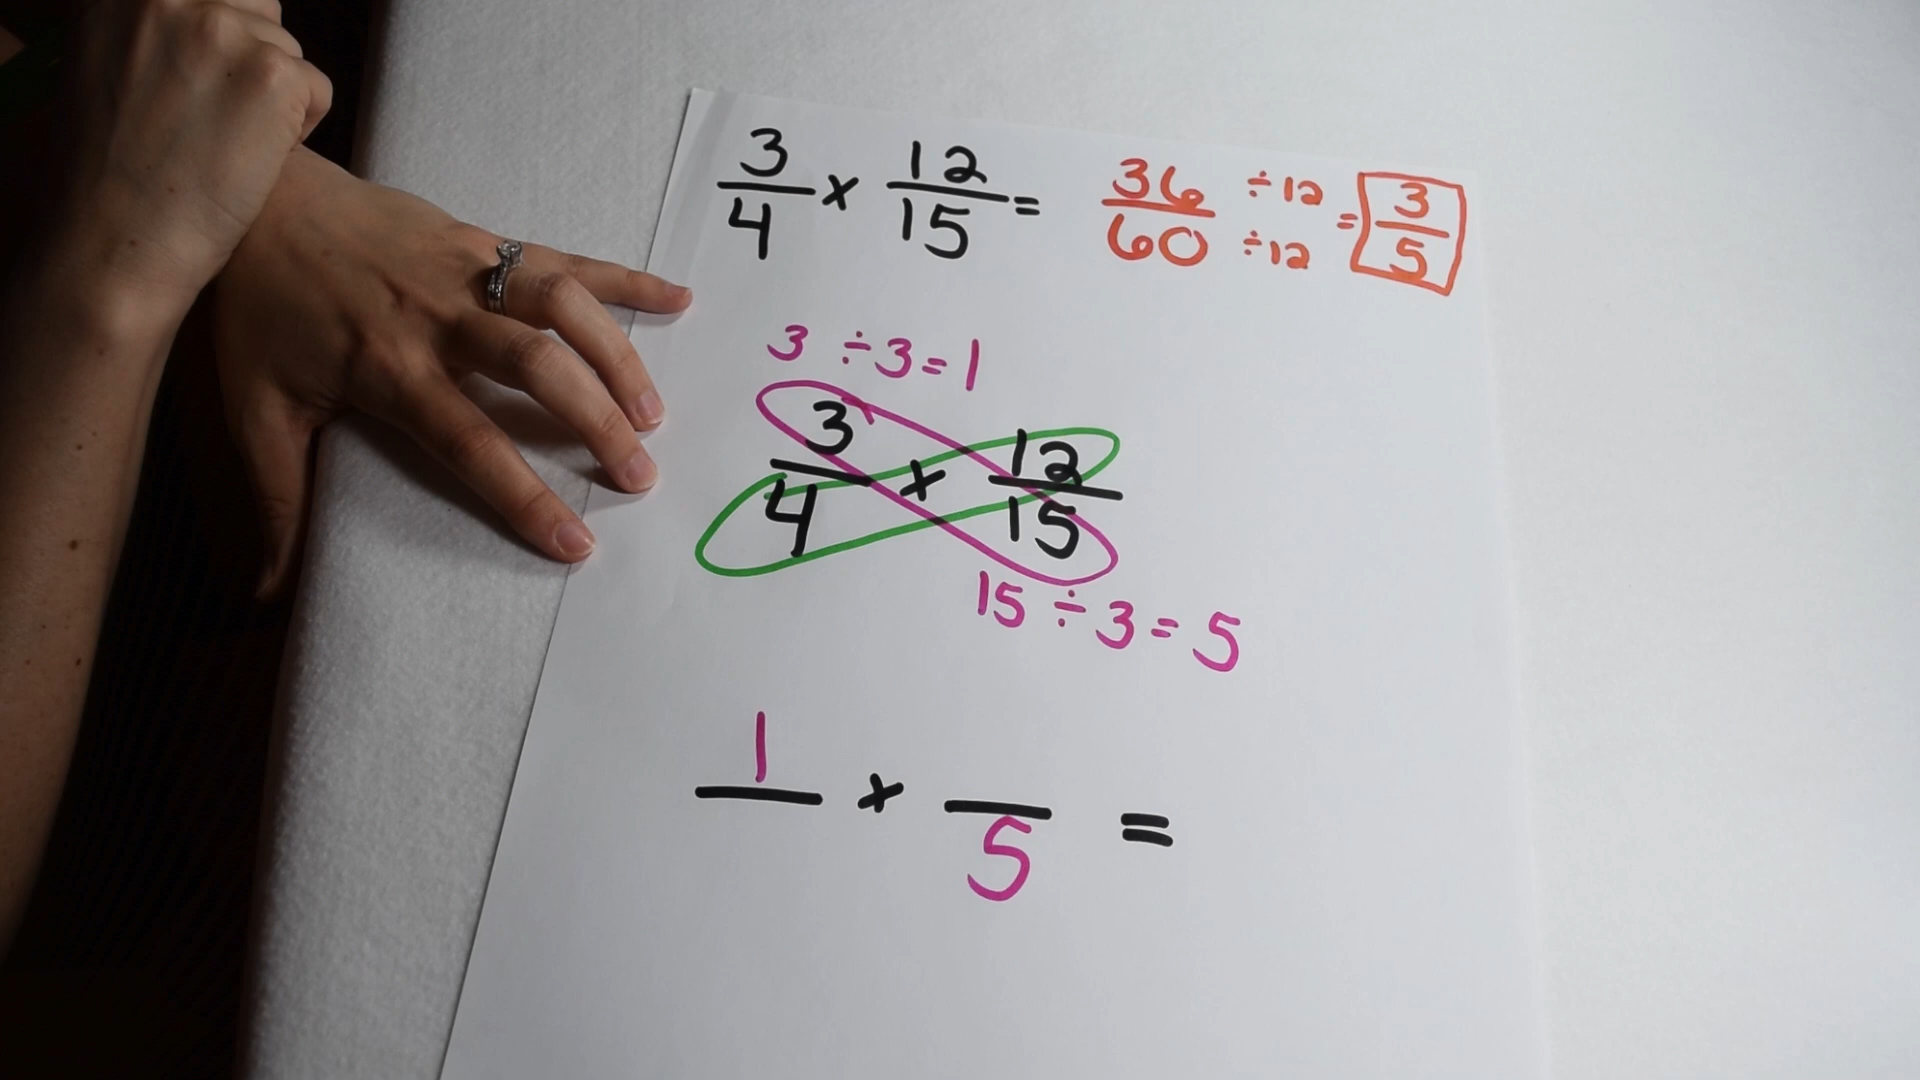 3/4 x 12/15 = 36/60 ÷12/÷12 = 3/5
3 ÷ 3 = 1
3/4 x 12/15
15 ÷ 3 = 5
1/ x /5 =